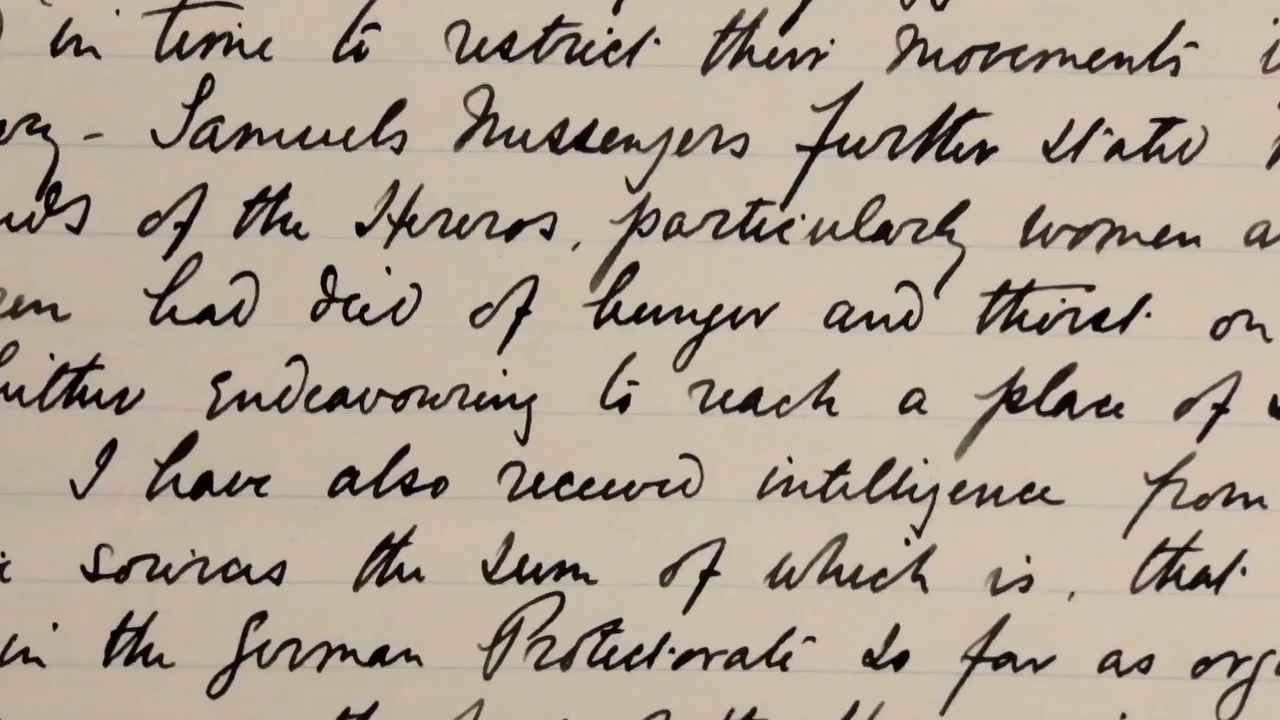 in time to restrict their movements
- Samuels Messengers further state
of the Hereros, particularly women
had died of hunger and thirst on
hither Endeavouring to reach a place of
I have also received intelligence from
sources the sum of which is, that
in the German Protectorate so far as